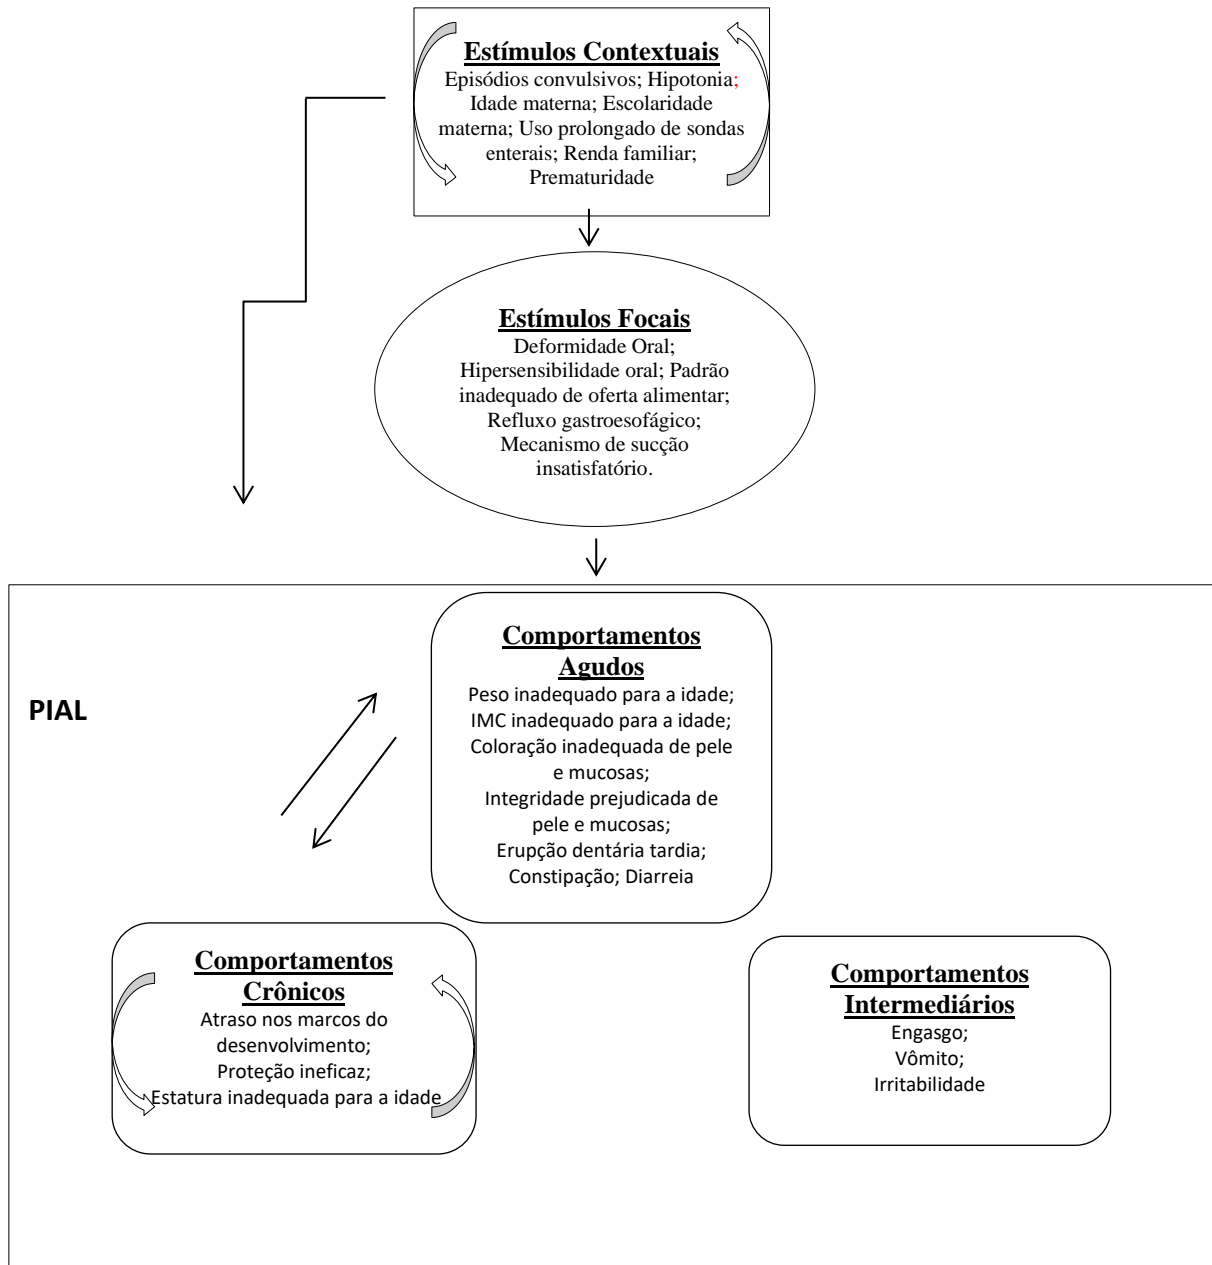 Estímulos Contextuais
Episódios convulsivos; Hipotonia;
Idade materna; Escolaridade
materna; Uso prolongado de sondas
enterais; Renda familiar;
Prematuridade
Estímulos Focais
Deformidade Oral;
Hipersensibilidade oral; Padrão
inadequado de oferta alimentar;
Refluxo gastroesofágico;
Mecanismo de sucção
insatisfatório.
PIAL
Comportamentos
Agudos
Peso inadequado para a idade;
IMC inadequado para a idade;
Coloração inadequada de pele
e mucosas;
Integridade prejudicada de
pele e mucosas;
Erupção dentária tardia;
Constipação; Diarreia
Comportamentos
Crônicos
Atraso nos marcos do
desenvolvimento;
Proteção ineficaz;
Estatura inadequada para a idade
Comportamentos
Intermediários
Engasgo;
Vômito;
Irritabilidade